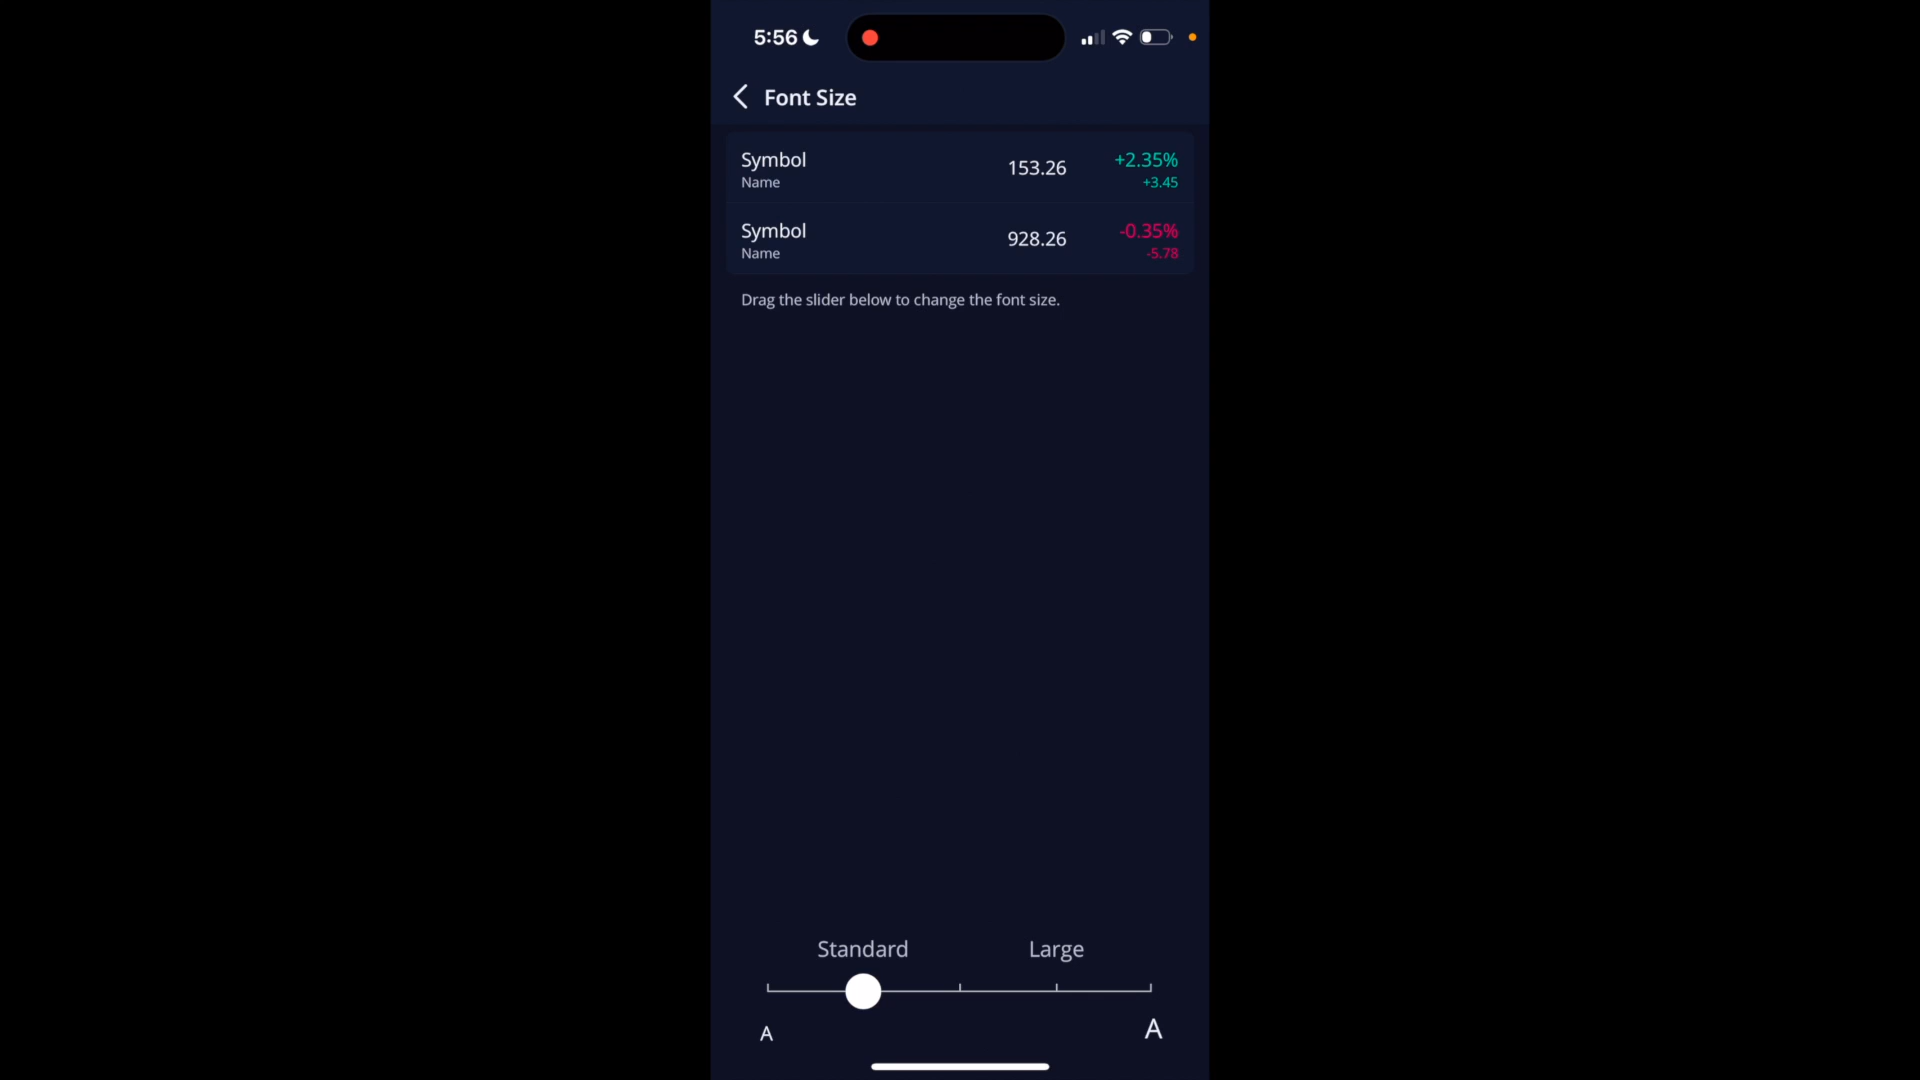 5:56
Font Size
Symbol 153.26 +2.35%
Name +3.45
Symbol 928.26 -0.35%
Name -5.78
Drag the slider below to change the font size.
Standard Large
A A